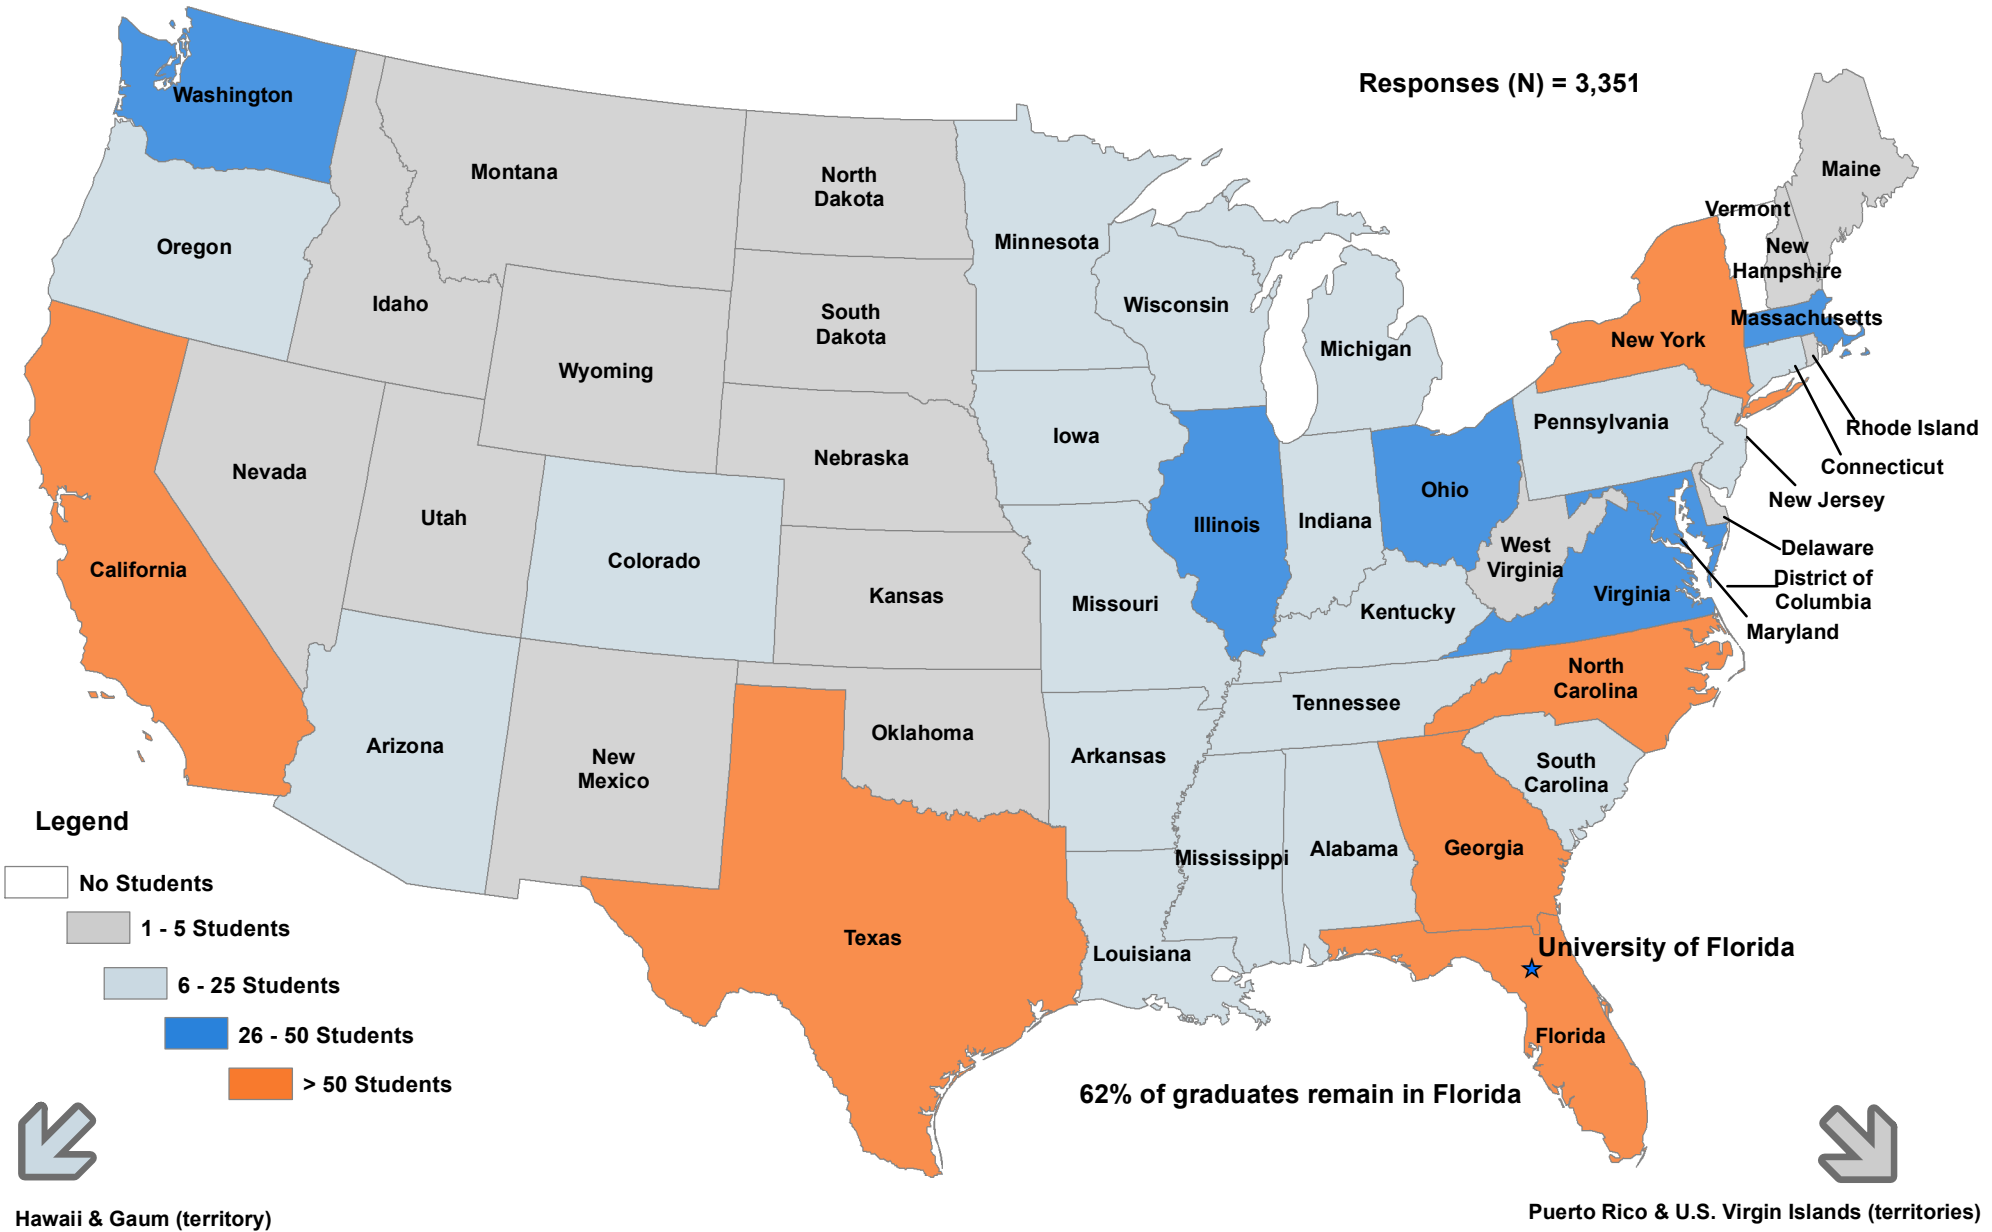 Responses (N) = 3,351
Washington
Montana
North
Dakota
Minnesota
Maine
Vermont
New
Hampshire
Oregon
Idaho
Wyoming
South
Dakota
Wisconsin
Michigan
New York
Massachusetts
Rhode Island
Connecticut
New Jersey
Pennsylvania
Iowa
Nebraska
Nevada
Utah
Colorado
California
Kansas
Missouri
Illinois
Indiana
Ohio
West
Virginia
Virginia
Kentucky
Delaware
District of
Columbia
Maryland
North
Carolina
Tennessee
South
Carolina
Arizona
New
Mexico
Oklahoma
Arkansas
Mississippi
Alabama
Georgia
Texas
Louisiana
University of Florida
Florida
62% of graduates remain in Florida
Legend
No Students
1 - 5 Students
6 - 25 Students
26 - 50 Students
> 50 Students
Hawaii & Gaum (territory)
Puerto Rico & U.S. Virgin Islands (territories)